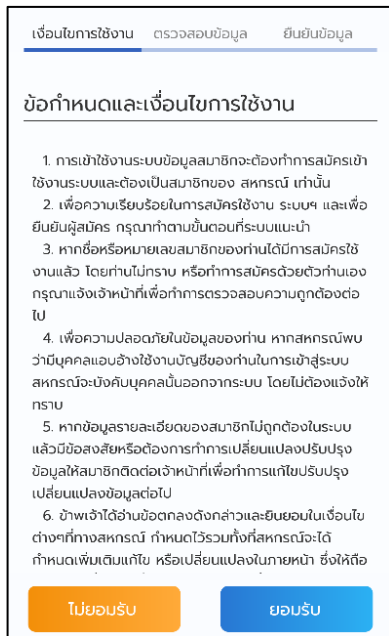 เงื่อนไขการใช้งาน ตรวจสอบข้อมูล ยืนยันข้อมูล
ข้อกำหนดและเงื่อนไขการใช้งาน
1. การเข้าใช้งานระบบข้อมูลสมาชิกจะต้องทำการสมัครเข้า
ใช้งานระบบและต้องเป็นสมาชิกของ สหกรณ์ เท่านั้น
2. เพื่อความเรียบร้อยในการสมัครใช้งาน ระบบฯ และเพื่อ
ยืนยันผู้สมัคร กรุณาทำตามขั้นตอนที่ระบบแนะนำ
3. หากชื่อหรือหมายเลขสมาชิกของท่านได้มีการสมัครใช้
งานแล้ว โดยท่านไม่ทราบ หรือทำการสมัครด้วยตัวท่านเอง
กรุณาแจ้งเจ้าหน้าที่เพื่อทำการตรวจสอบความถูกต้องต่อ
ไป
4. เพื่อความปลอดภัยในข้อมูลของท่าน หากสหกรณ์พบ
ว่ามีบุคคลแอบอ้างใช้งานบัญชีของท่านในการเข้าสู่ระบบ
สหกรณ์จะบังคับบุคคลนั้นออกจากระบบ โดยไม่ต้องแจ้งให้
ทราบ
5. หากข้อมูลรายละเอียดของสมาชิกไม่ถูกต้องในระบบ
แล้วมีข้อสงสัยหรือต้องการทำการเปลี่ยนแปลงปรับปรุง
ข้อมูลให้สมาชิกติดต่อเจ้าหน้าที่เพื่อทำการแก้ไขปรับปรุง
เปลี่ยนแปลงข้อมูลต่อไป
6. ข้าพเจ้าได้อ่านข้อตกลงดังกล่าวและยินยอมในเงื่อนไข
ต่างๆที่ทางสหกรณ์ กำหนดไว้รวมทั้งที่สหกรณ์จะได้
กำหนดเพิ่มเติมแก้ไข หรือเปลี่ยนแปลงในภายหน้า ซึ่งให้ถือ
ไม่ยอมรับ ยอมรับ